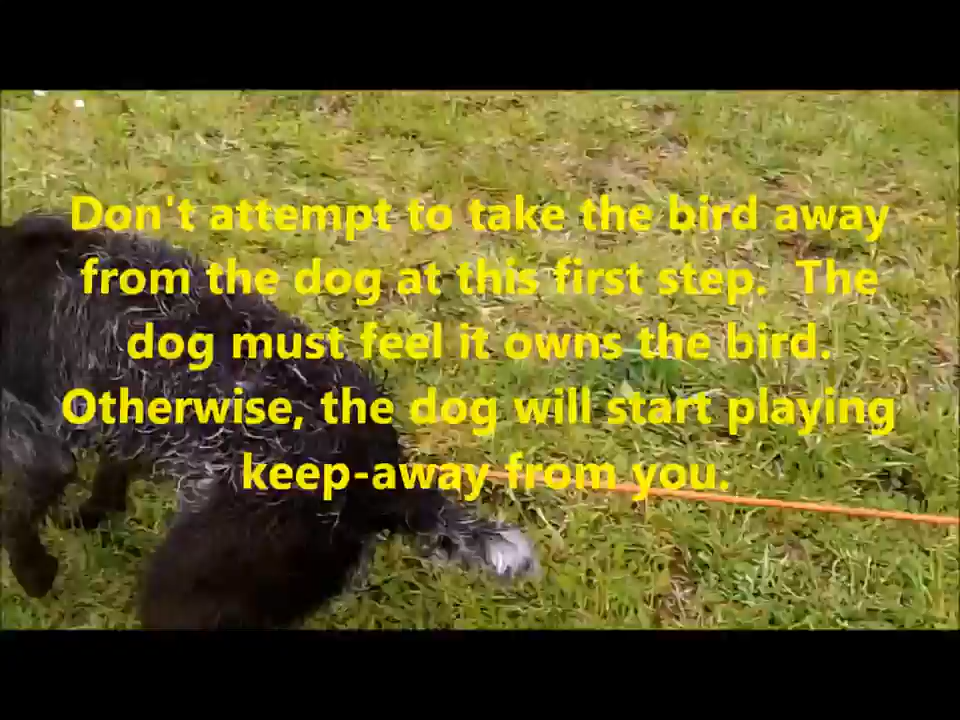 Don't attempt to take the bird away
from the dog at this first step.  The
dog must feel it owns the bird.
Otherwise, the dog will start playing
keep-away from you.